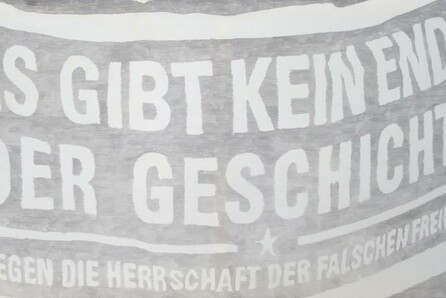 S GIBT KEIN END
DER GESCHICHT
EGEN DIE HERRSCHAFT DER FALSCHEN FREI